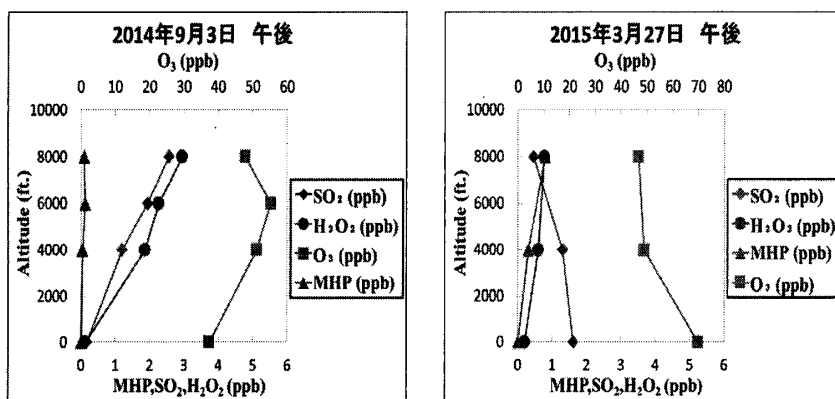 2014年9月3日 午後
O₃ (ppb)
0 10 20 30 40 50 60
10000
8000
6000
4000
2000
0
Altitude (ft.)
0 1 2 3 4 5 6
MHP,SO₂,H₂O₂ (ppb)
SO₂ (ppb)
H₂O₂ (ppb)
O₃ (ppb)
MHP (ppb)
2015年3月27日 午後
O₃ (ppb)
0 10 20 30 40 50 60 70 80
10000
8000
6000
4000
2000
0
Altitude (ft.)
0 1 2 3 4 5 6
MHP,SO₂,H₂O₂ (ppb)
SO₂ (ppb)
H₂O₂ (ppb)
MHP (ppb)
O₃ (ppb)